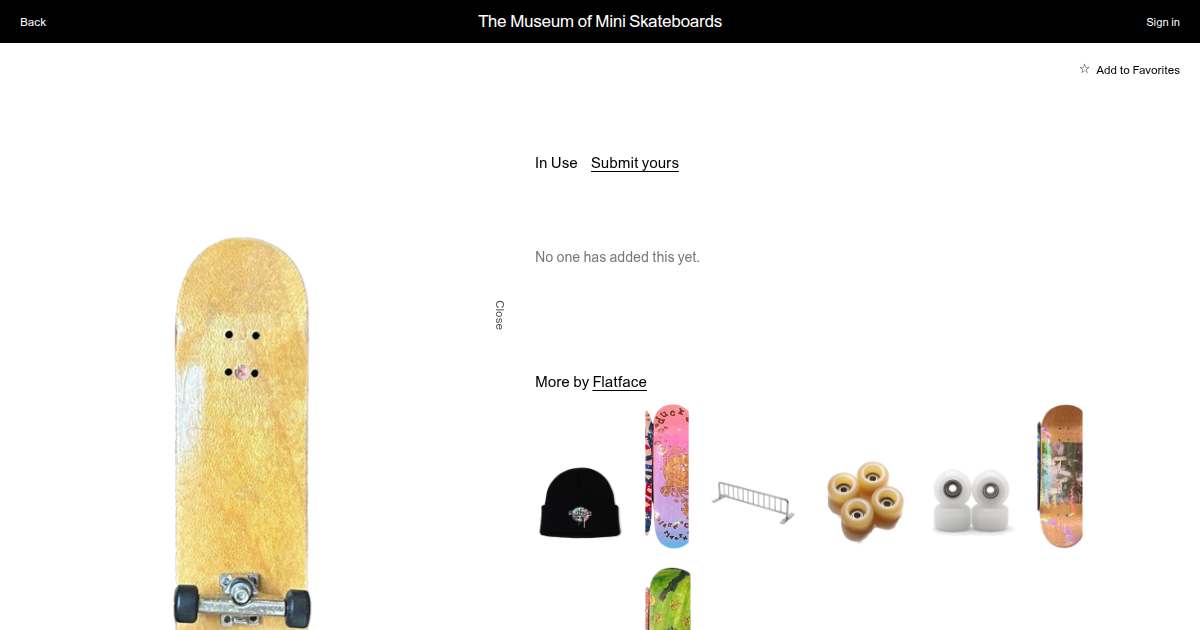 Back
The Museum of Mini Skateboards
Sign in
☆ Add to Favorites
In Use Submit yours
No one has added this yet.
Close
More by Flatface